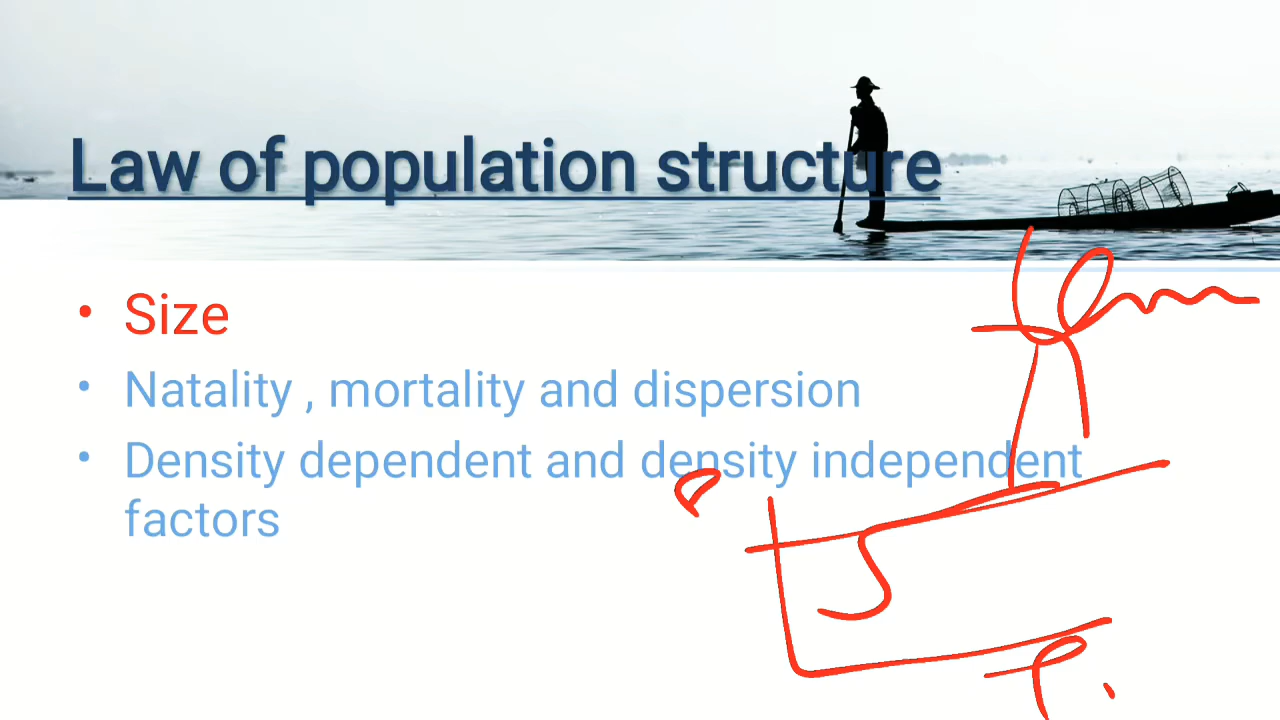 Law of population structure
• Size
• Natality , mortality and dispersion
• Density dependent and density independent
factors